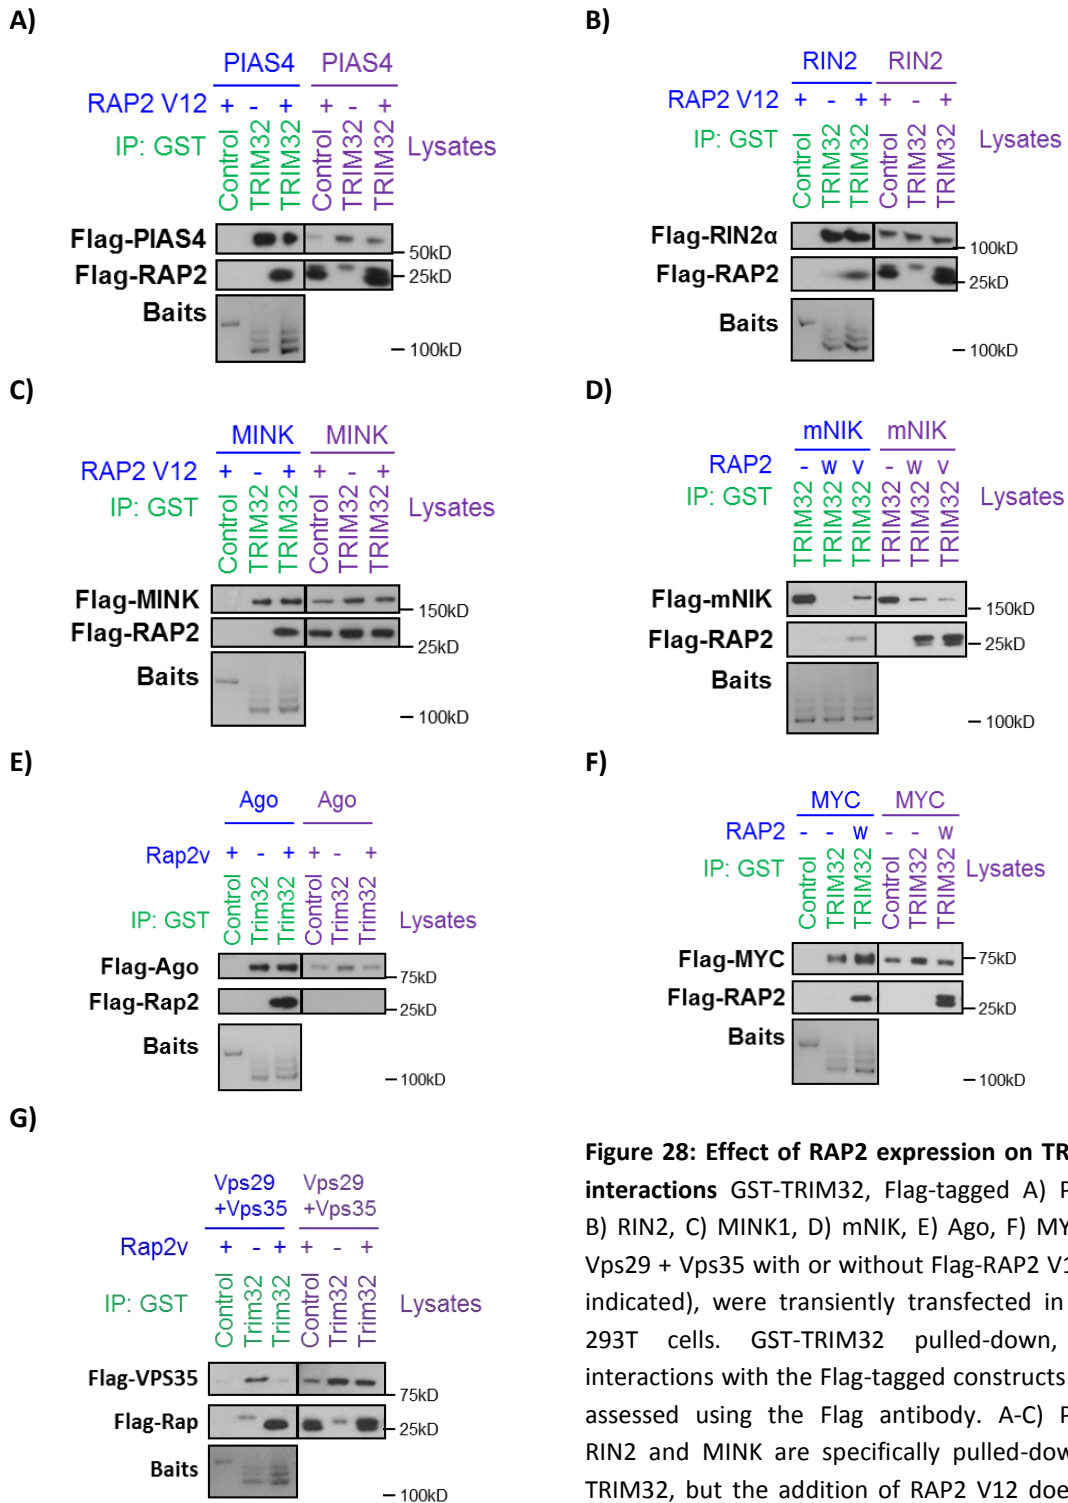 A)
PIAS4 PIAS4
RAP2 V12 + - + + - +
IP: GST Control TRIM32 TRIM32 Control TRIM32 TRIM32 Lysates
Flag-PIAS4 50kD
Flag-RAP2 25kD
Baits
100kD
B)
RIN2 RIN2
RAP2 V12 + - + + - +
IP: GST Control TRIM32 TRIM32 Control TRIM32 TRIM32 Lysates
Flag-RIN2α 100kD
Flag-RAP2 25kD
Baits
100kD
C)
MINK MINK
RAP2 V12 + - + + - +
IP: GST Control TRIM32 TRIM32 Control TRIM32 TRIM32 Lysates
Flag-MINK 150kD
Flag-RAP2 25kD
Baits
100kD
D)
mNIK mNIK
RAP2 - W V - W V
IP: GST TRIM32 TRIM32 TRIM32 TRIM32 TRIM32 TRIM32 Lysates
Flag-mNIK 150kD
Flag-RAP2 25kD
Baits
100kD
E)
Ago Ago
Rap2v + - + + - +
IP: GST Control Trim32 Trim32 Control Trim32 Trim32 Lysates
Flag-Ago 75kD
Flag-Rap2 25kD
Baits
100kD
F)
MYC MYC
RAP2 - - W - - W
IP: GST Control TRIM32 TRIM32 Control TRIM32 TRIM32 Lysates
Flag-MYC 75kD
Flag-RAP2 25kD
Baits
100kD
G)
Vps29 Vps29
+Vps35 +Vps35
Rap2v + - + + - +
IP: GST Control Trim32 Trim32 Control Trim32 Trim32 Lysates
Flag-VPS35 75kD
Flag-Rap 25kD
Baits
100kD
Figure 28: Effect of RAP2 expression on TR
interactions GST-TRIM32, Flag-tagged A) P
B) RIN2, C) MINK1, D) mNIK, E) Ago, F) MY
Vps29 + Vps35 with or without Flag-RAP2 V1
indicated), were transiently transfected in
293T cells. GST-TRIM32 pulled-down,
interactions with the Flag-tagged constructs
assessed using the Flag antibody. A-C) P
RIN2 and MINK are specifically pulled-dow
TRIM32, but the addition of RAP2 V12 doe